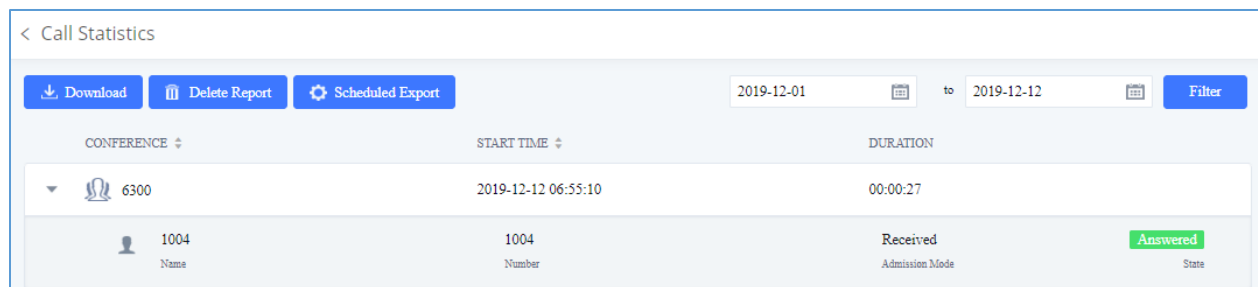 < Call Statistics
Download Delete Report Scheduled Export 2019-12-01 to 2019-12-12 Filter
CONFERENCE START TIME DURATION
6300 2019-12-12 06:55:10 00:00:27
1004 1004 Received Answered
Name Number Admission Mode State